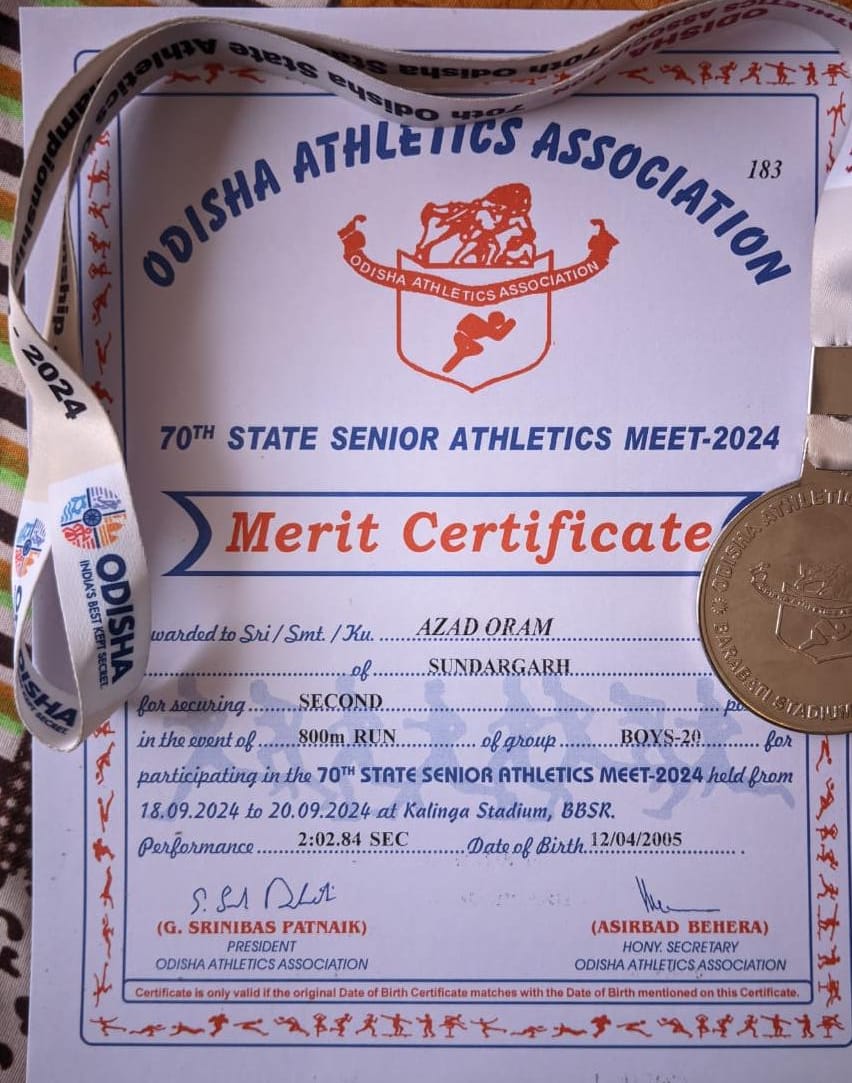 ODISHA ATHLETICS ASSOCIATION
183
ODISHA ATHLETICS ASSOCIATION
70TH STATE SENIOR ATHLETICS MEET-2024
Merit Certificate
warded to Sri / Smt. / Ku. ...... AZAD ORAM
of ...... SUNDARGARH
for securing ...... SECOND
in the event of ...... 800m RUN ...... of group ...... BOYS-20 ...... for
participating in the 70TH STATE SENIOR ATHLETICS MEET-2024 held from
18.09.2024 to 20.09.2024 at Kalinga Stadium, BBSR.
Performance ...... 2:02.84 SEC ...... Date of Birth 12/04/2005
(G. SRINIBAS PATNAIK) (ASIRBAD BEHERA)
PRESIDENT HONY. SECRETARY
ODISHA ATHLETICS ASSOCIATION ODISHA ATHLETICS ASSOCIATION
Certificate is only valid if the original Date of Birth Certificate matches with the Date of Birth mentioned on this Certificate.
70th Odisha State Athletics
70th Odisha
- 2024
ODISHA
INDIA'S BEST KEPT SECRET
ODISHA ATHLETIC
BARABATI STADIUM